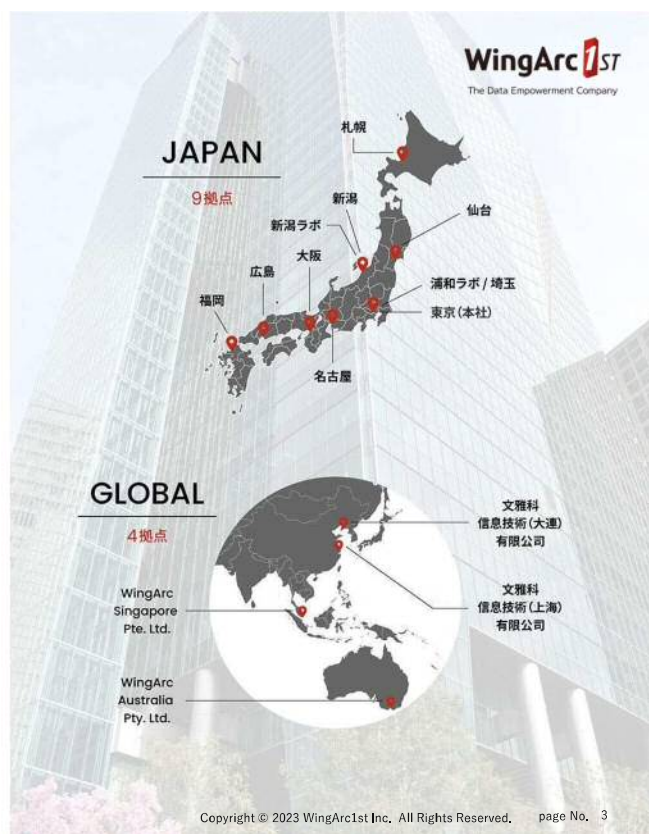 WingArc 1ST
The Data Empowerment Company
JAPAN
9拠点
札幌
新潟
仙台
新潟ラボ
大阪
広島
浦和ラボ / 埼玉
福岡
東京(本社)
名古屋
GLOBAL
4拠点
文雅科
信息技術(大連)
有限公司
WingArc
Singapore
Pte. Ltd.
文雅科
信息技術(上海)
有限公司
WingArc
Australia
Pty. Ltd.
Copyright © 2023 WingArc1st Inc. All Rights Reserved. page No. 3